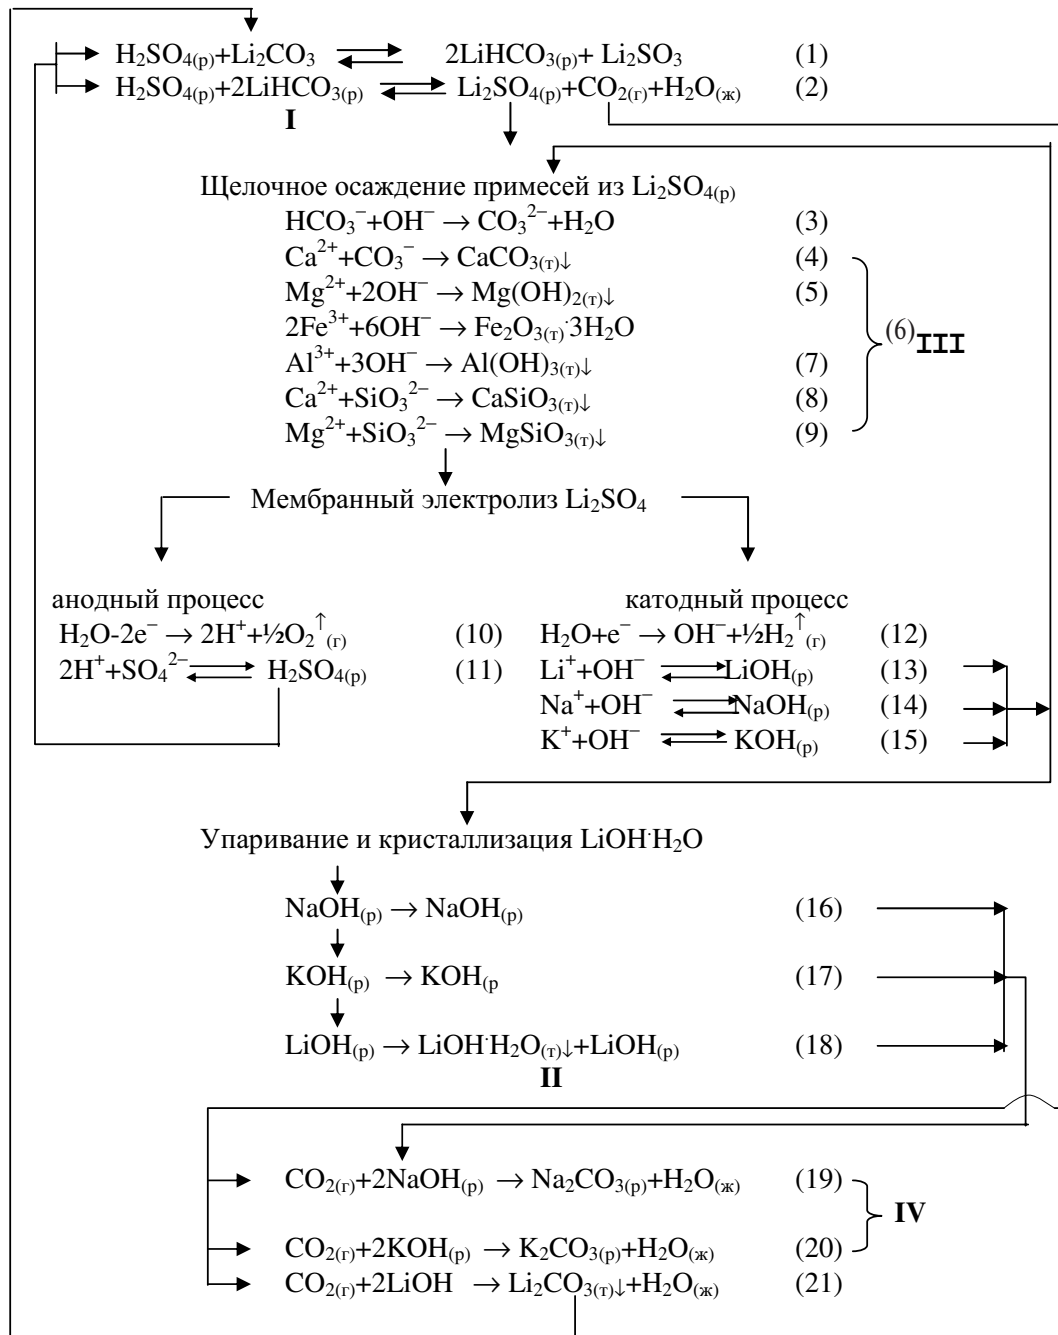 H₂SO₄₍ₚ₎+Li₂CO₃ ⇄ 2LiHCO₃₍ₚ₎+ Li₂SO₃ (1)
H₂SO₄₍ₚ₎+2LiHCO₃₍ₚ₎ ⇄ Li₂SO₄₍ₚ₎+CO₂₍г₎+H₂O₍ж₎ (2)
I
Щелочное осаждение примесей из Li₂SO₄₍ₚ₎
HCO₃⁻+OH⁻ → CO₃²⁻+H₂O (3)
Ca²⁺+CO₃⁻ → CaCO₃₍т₎↓ (4)
Mg²⁺+2OH⁻ → Mg(OH)₂₍т₎↓ (5)
2Fe³⁺+6OH⁻ → Fe₂O₃₍т₎·3H₂O (6) III
Al³⁺+3OH⁻ → Al(OH)₃₍т₎↓ (7)
Ca²⁺+SiO₃²⁻ → CaSiO₃₍т₎↓ (8)
Mg²⁺+SiO₃²⁻ → MgSiO₃₍т₎↓ (9)
Мембранный электролиз Li₂SO₄
анодный процесс катодный процесс
H₂O-2e⁻ → 2H⁺+½O₂↑₍г₎ (10) H₂O+e⁻ → OH⁻+½H₂↑₍г₎ (12)
2H⁺+SO₄²⁻ ⇄ H₂SO₄₍ₚ₎ (11) Li⁺+OH⁻ ⇄ LiOH₍ₚ₎ (13)
Na⁺+OH⁻ ⇄ NaOH₍ₚ₎ (14)
K⁺+OH⁻ ⇄ KOH₍ₚ₎ (15)
Упаривание и кристаллизация LiOH·H₂O
NaOH₍ₚ₎ → NaOH₍ₚ₎ (16)
KOH₍ₚ₎ → KOH₍ₚ (17)
LiOH₍ₚ₎ → LiOH·H₂O₍т₎↓+LiOH₍ₚ₎ (18)
II
CO₂₍г₎+2NaOH₍ₚ₎ → Na₂CO₃₍ₚ₎+H₂O₍ж₎ (19)
IV
CO₂₍г₎+2KOH₍ₚ₎ → K₂CO₃₍ₚ₎+H₂O₍ж₎ (20)
CO₂₍г₎+2LiOH → Li₂CO₃₍т₎↓+H₂O₍ж₎ (21)